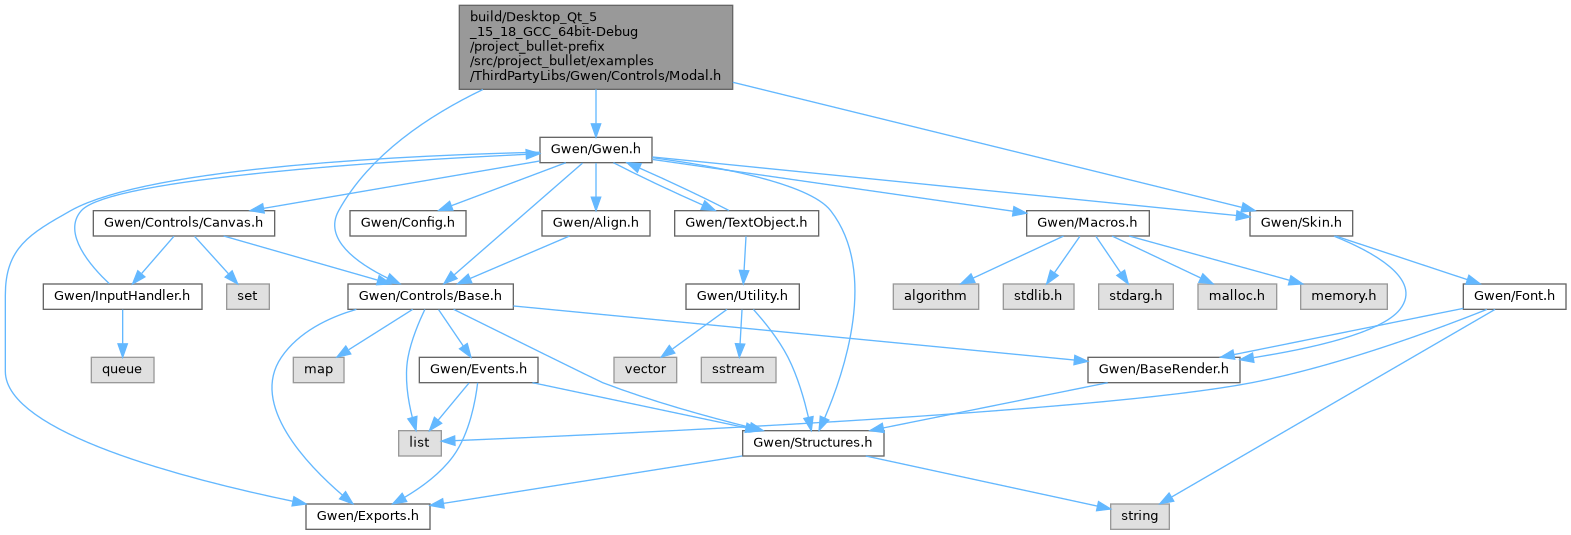 build/Desktop_Qt_5
_15_18_GCC_64bit-Debug
/project_bullet-prefix
/src/project_bullet/examples
/ThirdPartyLibs/Gwen/Controls/Modal.h
Gwen/Gwen.h
Gwen/Controls/Canvas.h
Gwen/Config.h
Gwen/Align.h
Gwen/TextObject.h
Gwen/Macros.h
Gwen/Skin.h
Gwen/InputHandler.h
set
Gwen/Controls/Base.h
Gwen/Utility.h
algorithm
stdlib.h
stdarg.h
malloc.h
memory.h
Gwen/Font.h
queue
map
Gwen/Events.h
vector
sstream
Gwen/BaseRender.h
list
Gwen/Structures.h
Gwen/Exports.h
string